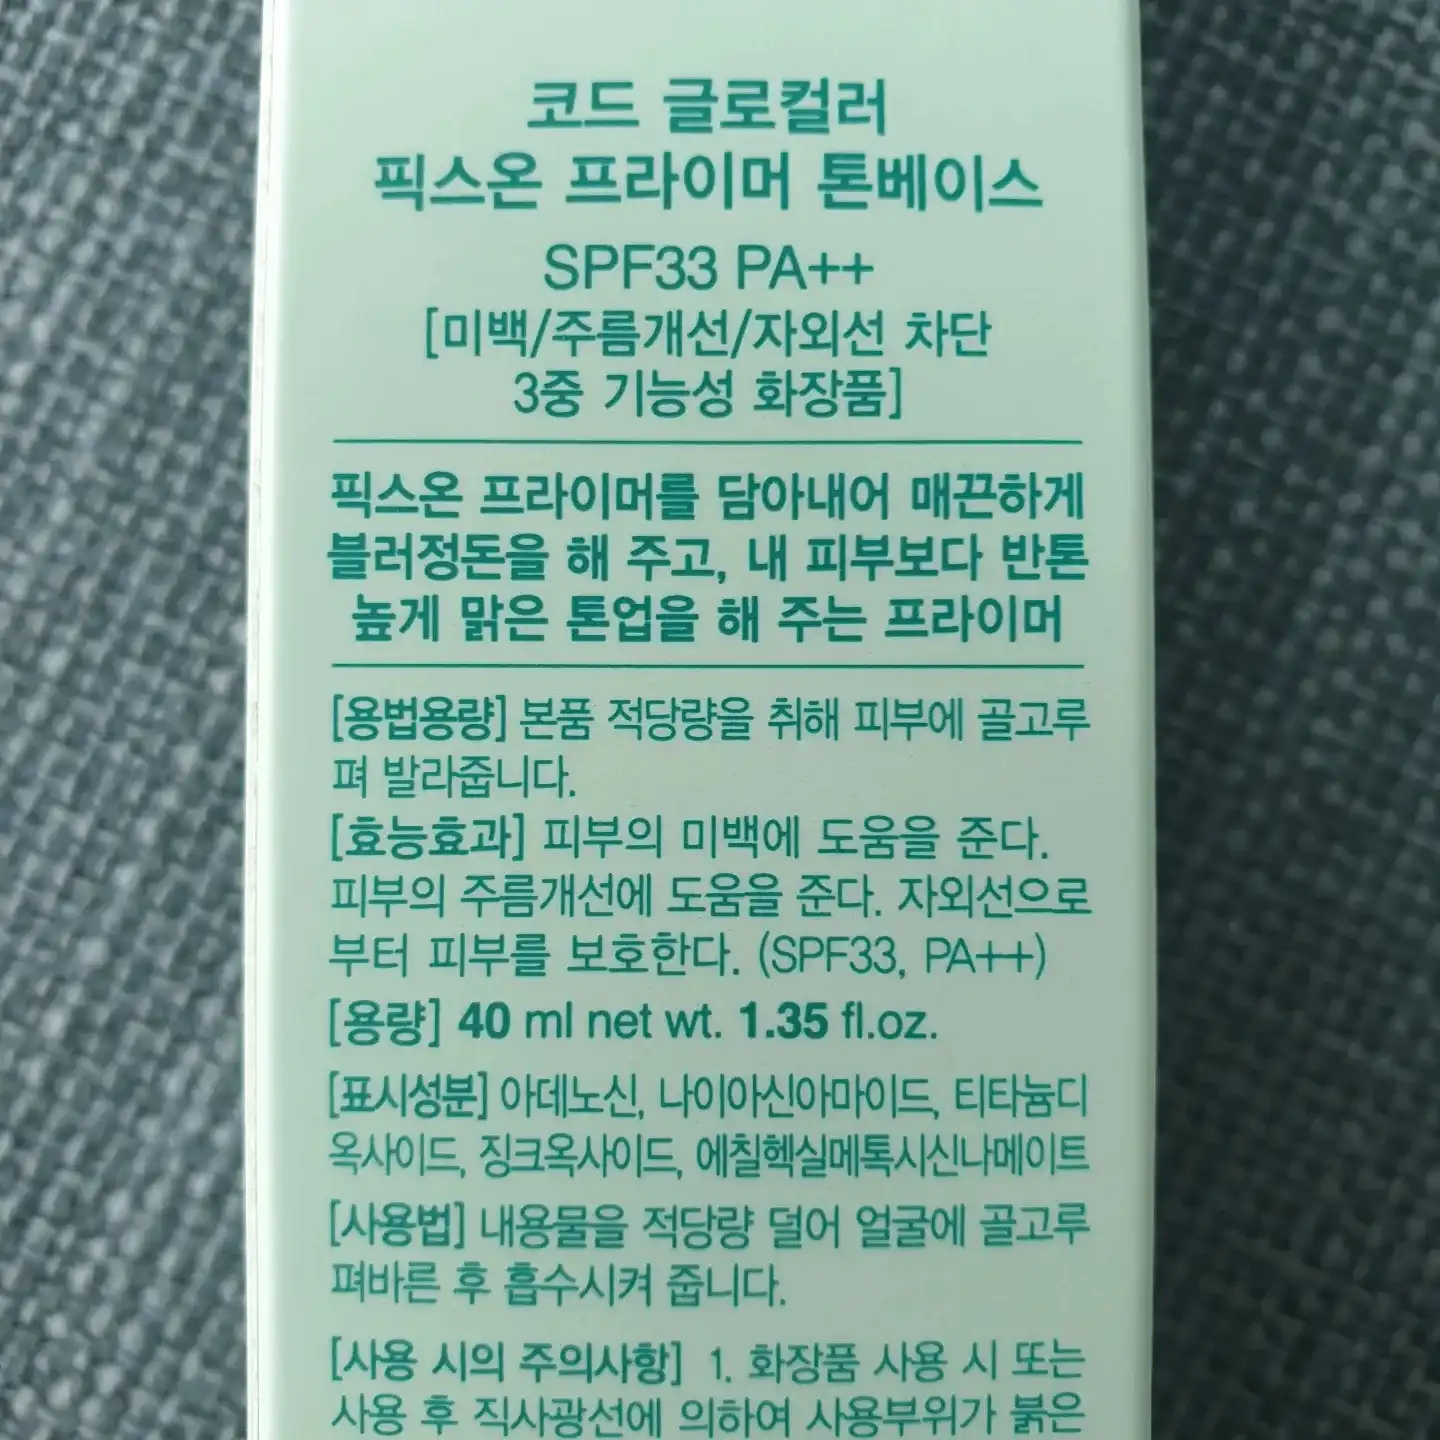 코드 글로컬러
픽스온 프라이머 톤베이스
SPF33 PA++
[미백/주름개선/자외선 차단
3중 기능성 화장품]
픽스온 프라이머를 담아내어 매끈하게
블러정돈을 해 주고, 내 피부보다 반톤
높게 맑은 톤업을 해 주는 프라이머
[용법용량] 본품 적당량을 취해 피부에 골고루
펴 발라줍니다.
[효능효과] 피부의 미백에 도움을 준다.
피부의 주름개선에 도움을 준다. 자외선으로
부터 피부를 보호한다. (SPF33, PA++)
[용량] 40 ml net wt. 1.35 fl.oz.
[표시성분] 아데노신, 나이아신아마이드, 티타늄디
옥사이드, 징크옥사이드, 에칠헥실메톡시신나메이트
[사용법] 내용물을 적당량 덜어 얼굴에 골고루
펴바른 후 흡수시켜 줍니다.
[사용 시의 주의사항] 1. 화장품 사용 시 또는
사용 후 직사광선에 의하여 사용부위가 붉은